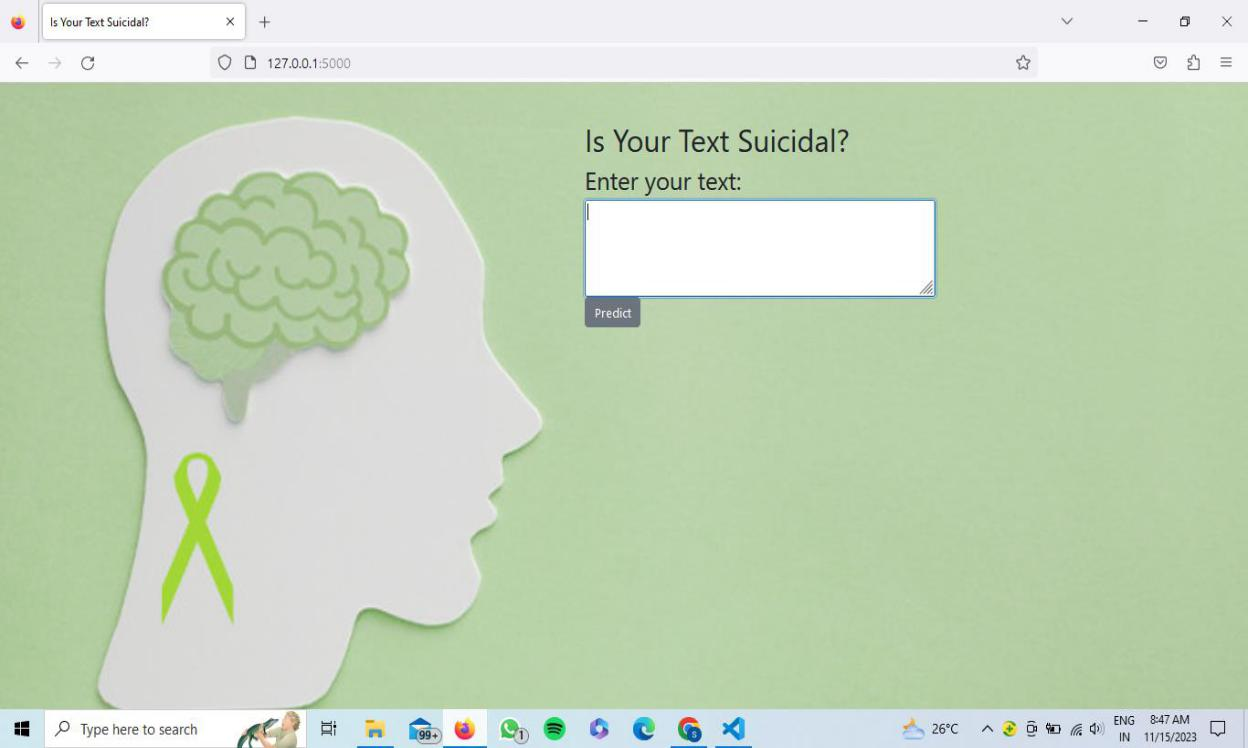 Is Your Text Suicidal?
127.0.0.1:5000
Is Your Text Suicidal?
Enter your text:
Predict
Type here to search
99+
1
S
26°C
ENG
IN
8:47 AM
11/15/2023